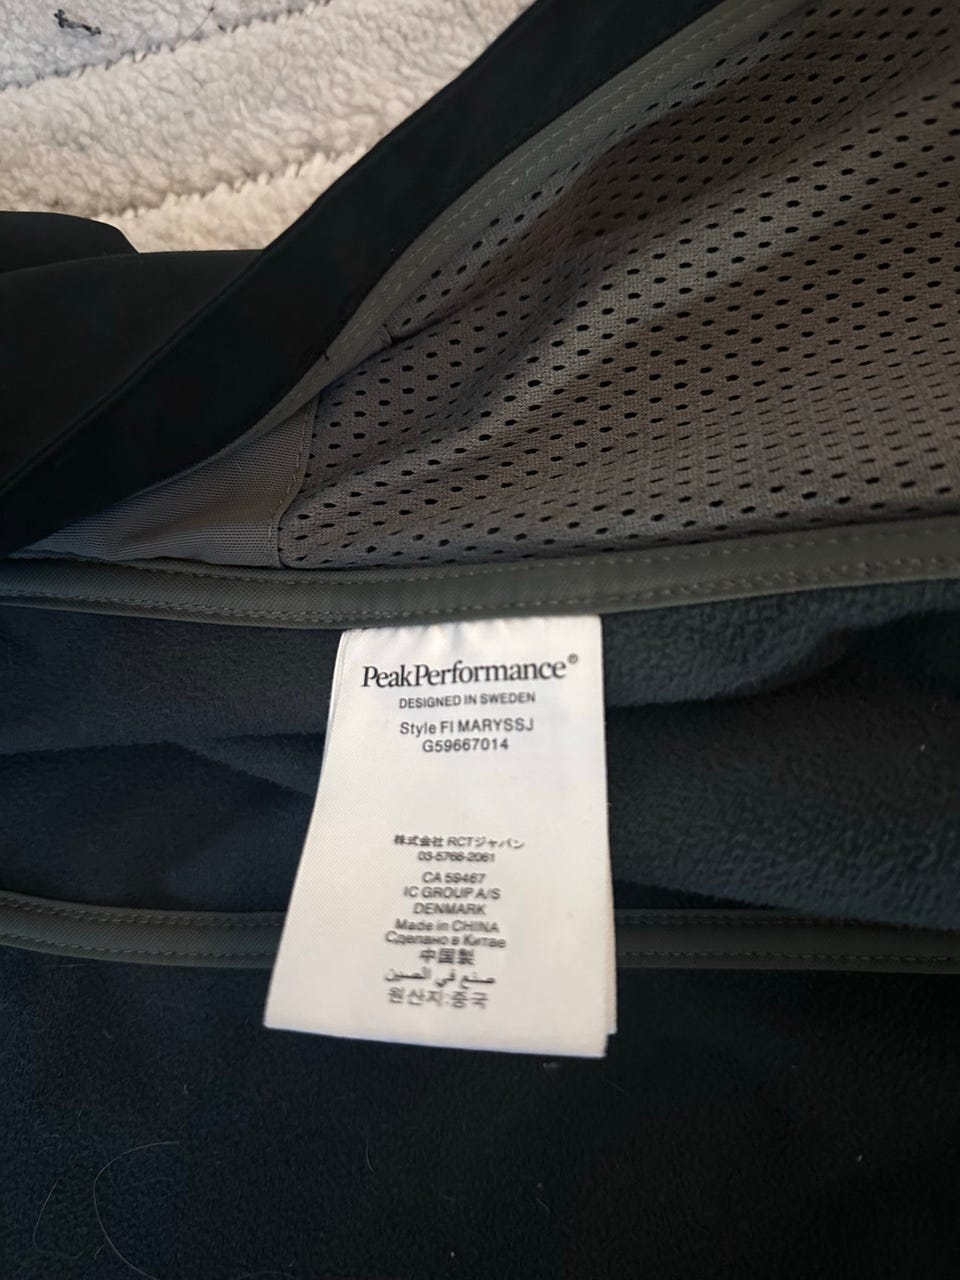 PeakPerformance®
DESIGNED IN SWEDEN
Style FI MARYSSJ
G59667014
株式会社 RCTジャパン
03-5766-2061
CA 59467
IC GROUP A/S
DENMARK
Made in CHINA
Сделано в Китае
中国製
صنع في الصين
원산지:중국